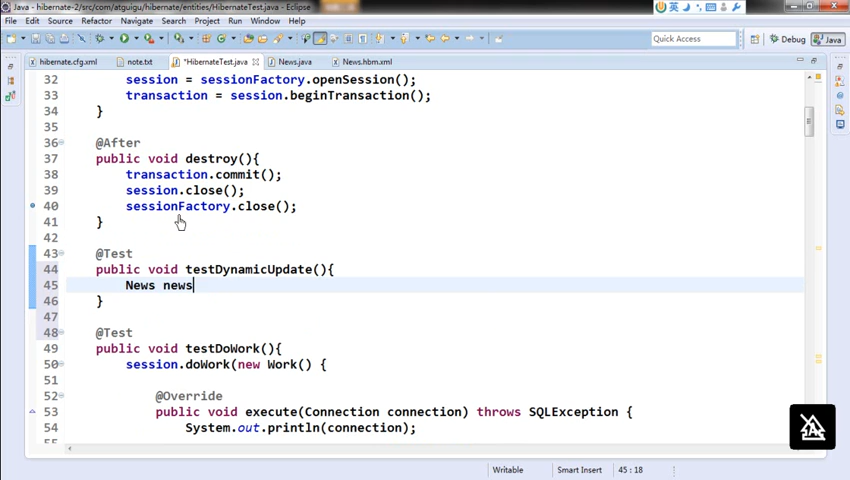 Java - hibernate-2/src/com/atguigu/hibernate/entities/HibernateTest.java - Eclipse
File Edit Source Refactor Navigate Search Project Run Window Help
英
Quick Access
Debug Java
hibernate.cfg.xml note.txt *HibernateTest.java News.java News.hbm.xml
32 session = sessionFactory.openSession();
33 transaction = session.beginTransaction();
34 }
35
36 @After
37 public void destroy(){
38 transaction.commit();
39 session.close();
40 sessionFactory.close();
41 }
42
43 @Test
44 public void testDynamicUpdate(){
45 News news
46 }
47
48 @Test
49 public void testDoWork(){
50 session.doWork(new Work() {
51
52 @Override
53 public void execute(Connection connection) throws SQLException {
54 System.out.println(connection);
55
Writable Smart Insert 45 : 18